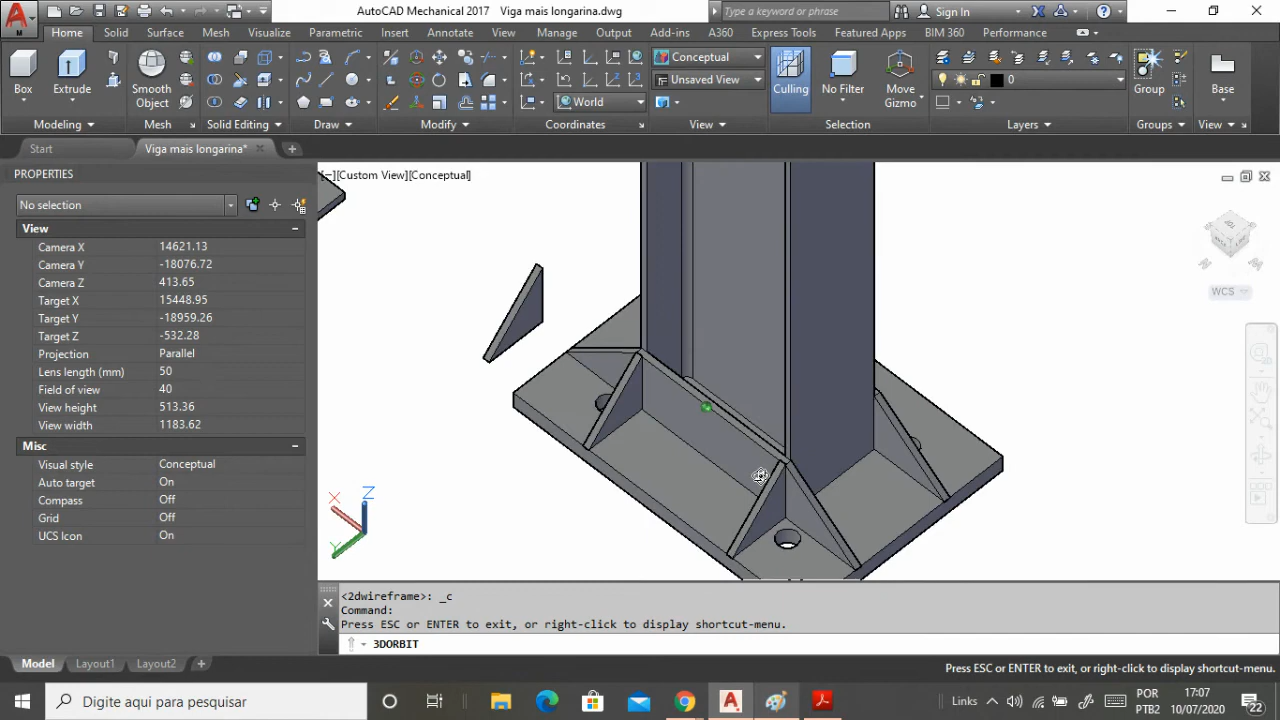 AutoCAD Mechanical 2017 Viga mais longarina.dwg
Type a keyword or phrase
Sign In
Home Solid Surface Mesh Visualize Parametric Insert Annotate View Manage Output Add-ins A360 Express Tools Featured Apps BIM 360 Performance
Conceptual
Unsaved View
World
0
Box
Extrude
Smooth
Object
Culling
No Filter
Move
Gizmo
Group
Base
Modeling
Mesh
Solid Editing
Draw
Modify
Coordinates
View
Selection
Layers
Groups
View
Start
Viga mais longarina*
PROPERTIES
[−][Custom View][Conceptual]
No selection
View
Camera X 14621.13
Camera Y -18076.72
Camera Z 413.65
Target X 15448.95
Target Y -18959.26
Target Z -532.28
Projection Parallel
Lens length (mm) 50
Field of view 40
View height 513.36
View width 1183.62
Misc
Visual style Conceptual
Auto target On
Compass Off
Grid Off
UCS Icon On
TOP
WCS
X
Y
Z
<2dwireframe>: _c
Command:
Press ESC or ENTER to exit, or right-click to display shortcut-menu.
3DORBIT
Model Layout1 Layout2
Press ESC or ENTER to exit, or right-click to display shortcut-menu.
Digite aqui para pesquisar
Links
POR
PTB2
17:07
10/07/2020
22